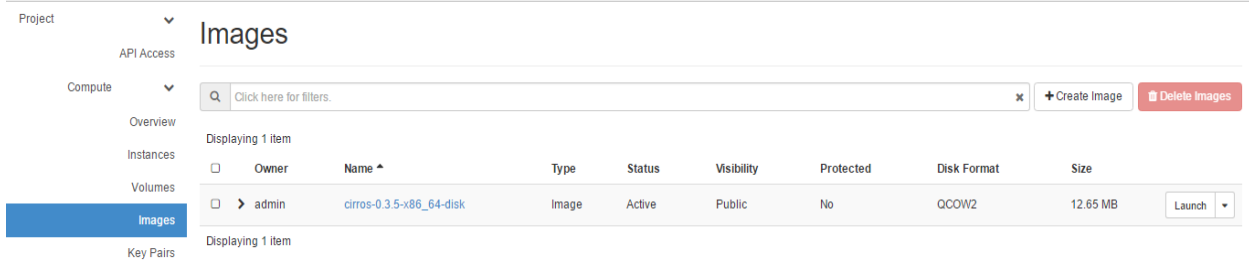 Project
API Access
Compute
Overview
Instances
Volumes
Images
Key Pairs
Images
Click here for filters.
+Create Image
Delete Images
Displaying 1 item
Owner Name Type Status Visibility Protected Disk Format Size
admin cirros-0.3.5-x86_64-disk Image Active Public No QCOW2 12.65 MB Launch
Displaying 1 item